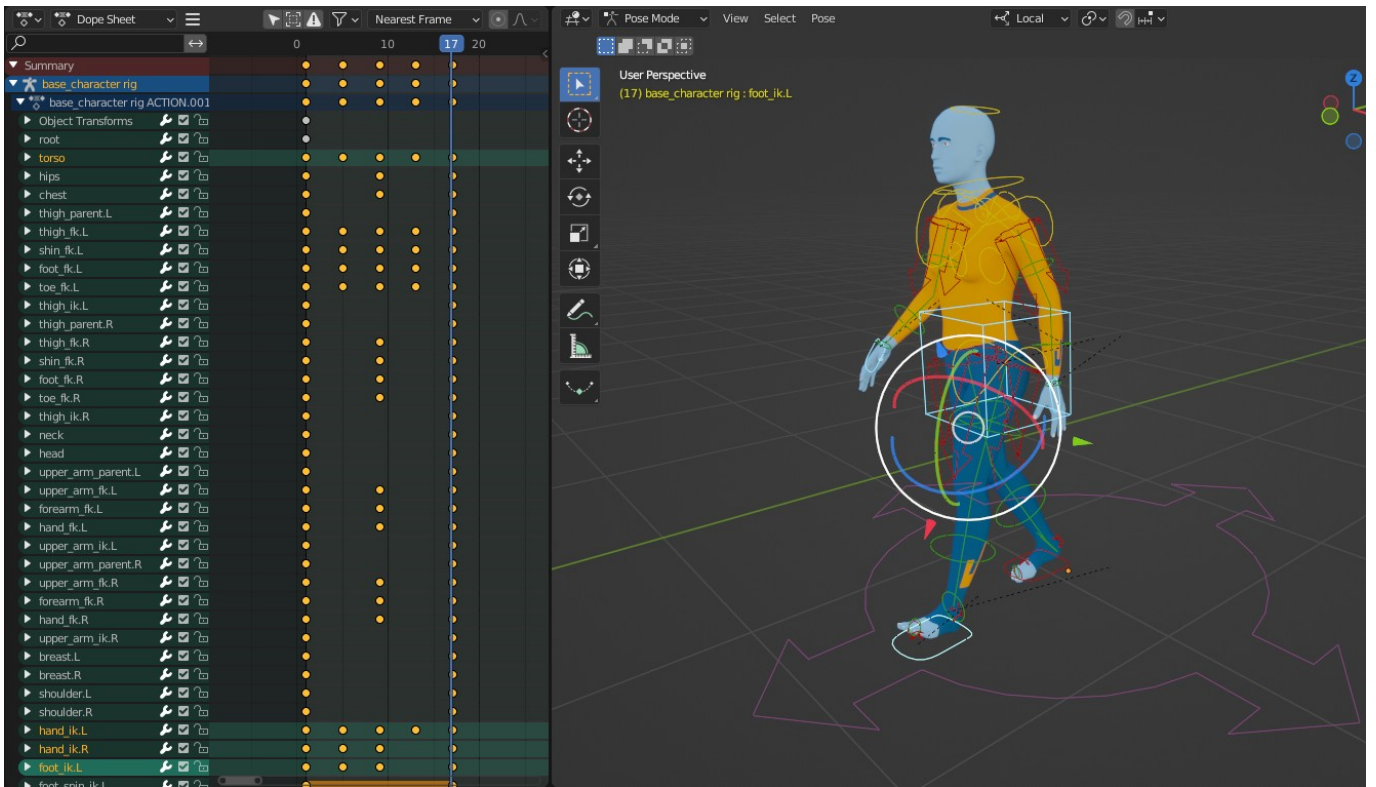 Dope Sheet
Nearest Frame
Pose Mode
View
Select
Pose
Local
0
10
17
20
Summary
base_character rig
base_character rig ACTION.001
Object Transforms
root
torso
hips
chest
thigh_parent.L
thigh_fk.L
shin_fk.L
foot_fk.L
toe_fk.L
thigh_ik.L
thigh_parent.R
thigh_fk.R
shin_fk.R
foot_fk.R
toe_fk.R
thigh_ik.R
neck
head
upper_arm_parent.L
upper_arm_fk.L
forearm_fk.L
hand_fk.L
upper_arm_ik.L
upper_arm_parent.R
upper_arm_fk.R
forearm_fk.R
hand_fk.R
upper_arm_ik.R
breast.L
breast.R
shoulder.L
shoulder.R
hand_ik.L
hand_ik.R
foot_ik.L
foot_spin_ik.L
User Perspective
(17) base_character rig : foot_ik.L
Z